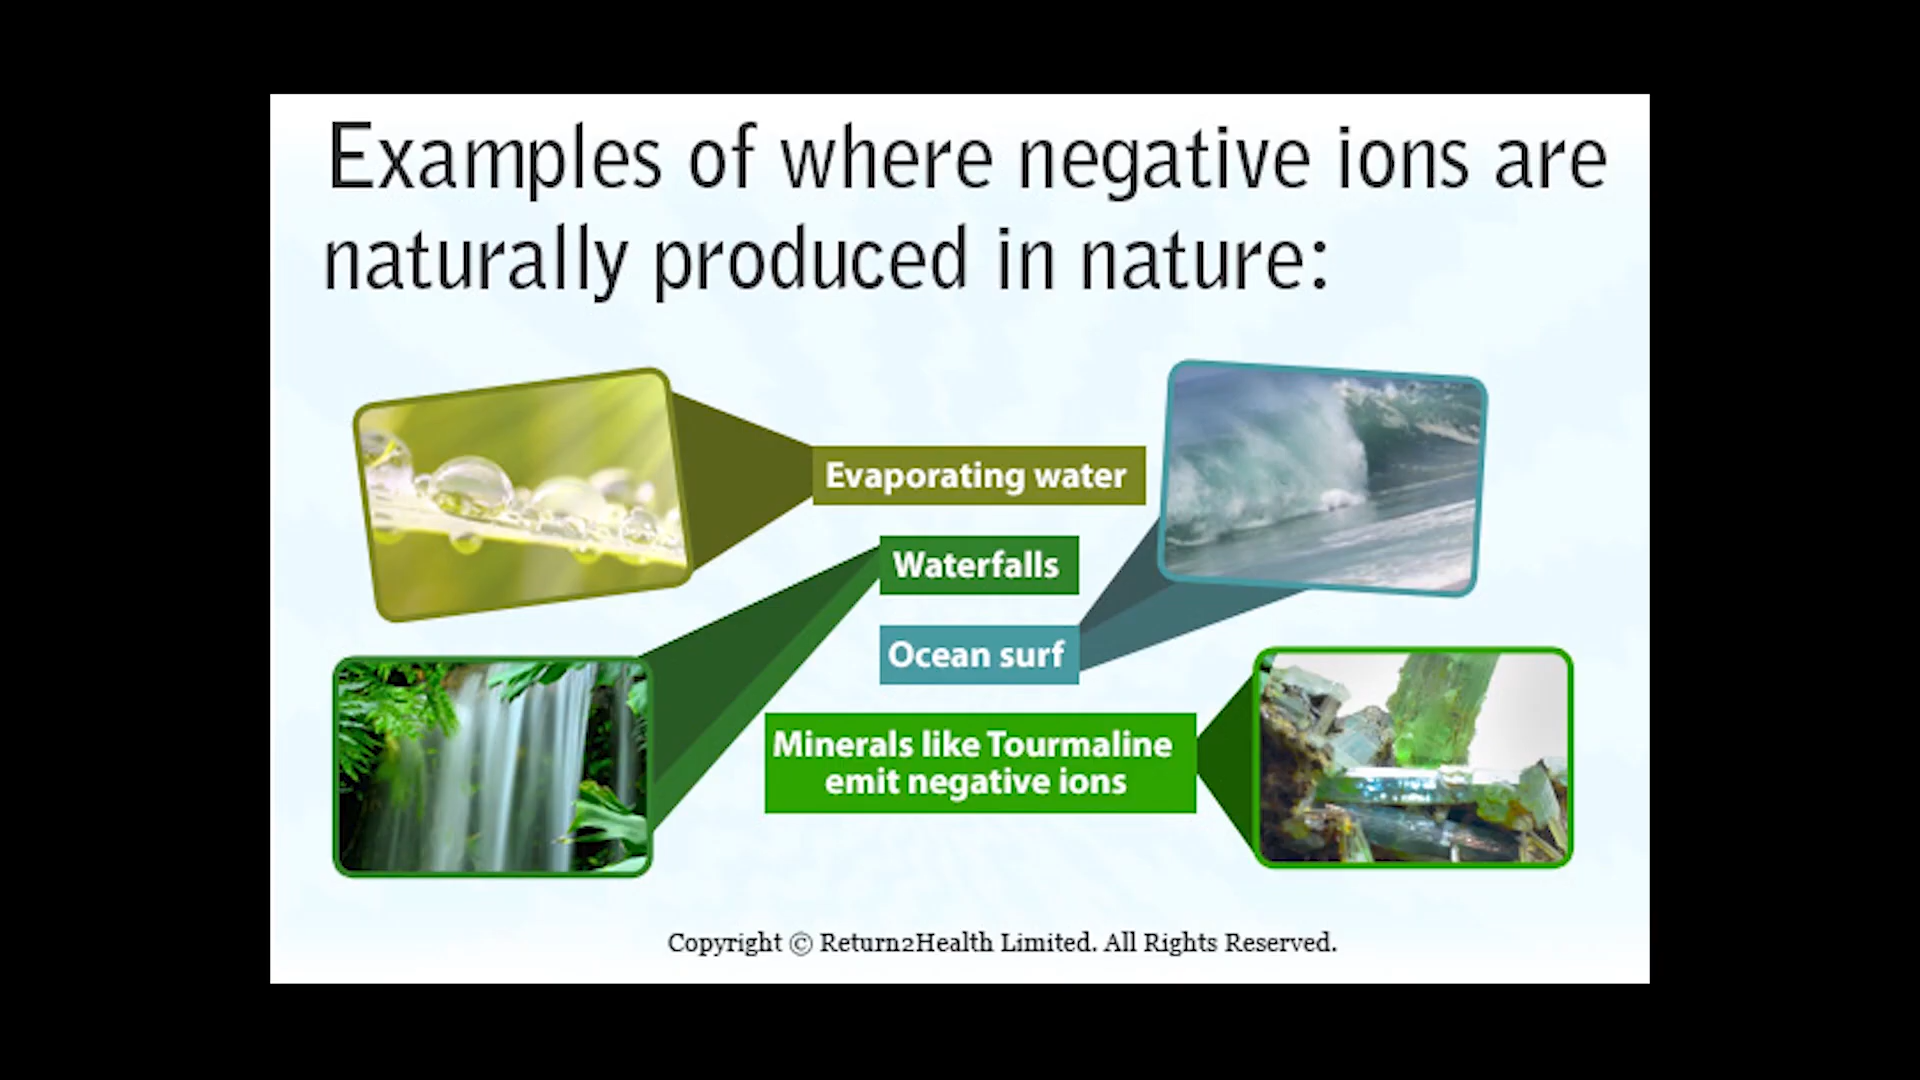 Examples of where negative ions are
naturally produced in nature:
Evaporating water
Waterfalls
Ocean surf
Minerals like Tourmaline
emit negative ions
Copyright © Return2Health Limited. All Rights Reserved.